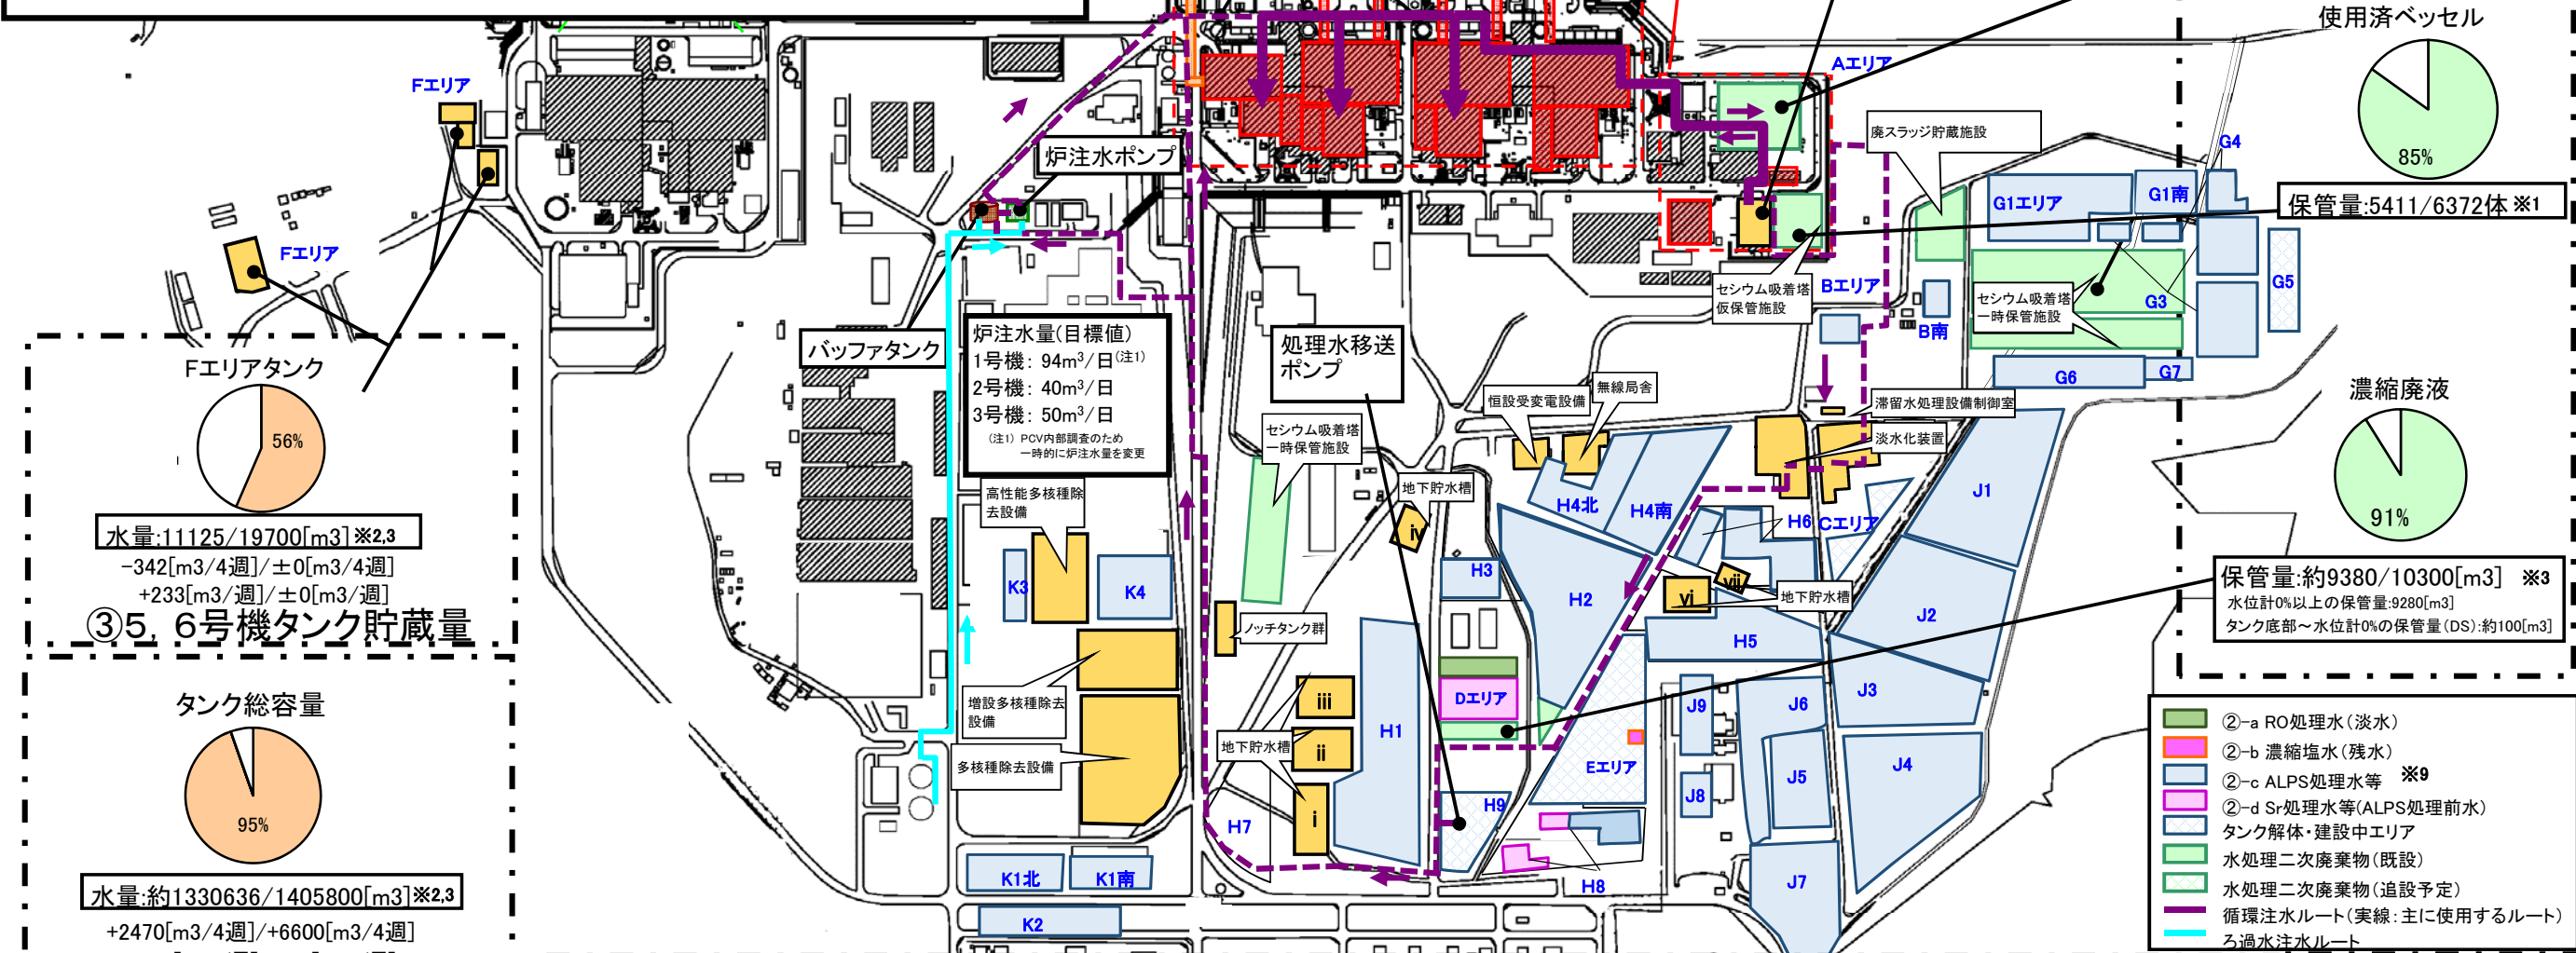 使用済ベッセル
85%
保管量:5411/6372体 ※1
Aエリア
Fエリア
Fエリア
炉注水ポンプ
廃スラッジ貯蔵施設
G4
G1エリア
G1南
セシウム吸着塔
仮保管施設
Bエリア
B南
セシウム吸着塔
一時保管施設
G3
G5
G6
G7
バッファタンク
炉注水量(目標値)
1号機: 94m³/日(注1)
2号機: 40m³/日
3号機: 50m³/日
(注1) PCV内部調査のため
一時的に炉注水量を変更
処理水移送
ポンプ
恒設受変電設備
無線局舎
滞留水処理設備制御室
淡水化装置
セシウム吸着塔
一時保管施設
地下貯水槽
iv
H4北
H4南
H6
Cエリア
J1
高性能多核種除
去設備
K3
K4
H3
H2
vi
vii
地下貯水槽
J2
H5
ノッチタンク群
増設多核種除去
設備
多核種除去設備
iii
ii
i
地下貯水槽
H1
Dエリア
Eエリア
J9
J6
J3
J8
J5
J4
H9
H7
H8
J7
K1北
K1南
K2
Fエリアタンク
56%
水量:11125/19700[m3]※2,3
-342[m3/4週]/±0[m3/4週]
+233[m3/週]/±0[m3/週]
③5, 6号機タンク貯蔵量
タンク総容量
95%
水量:約1330636/1405800[m3]※2,3
+2470[m3/4週]/+6600[m3/4週]
濃縮廃液
91%
保管量:約9380/10300[m3] ※3
水位計0%以上の保管量:9280[m3]
タンク底部～水位計0%の保管量(DS):約100[m3]
②-a RO処理水(淡水)
②-b 濃縮塩水(残水)
②-c ALPS処理水等 ※9
②-d Sr処理水等(ALPS処理前水)
タンク解体・建設中エリア
水処理二次廃棄物(既設)
水処理二次廃棄物(追設予定)
循環注水ルート(実線:主に使用するルート)
ろ過水注水ルート